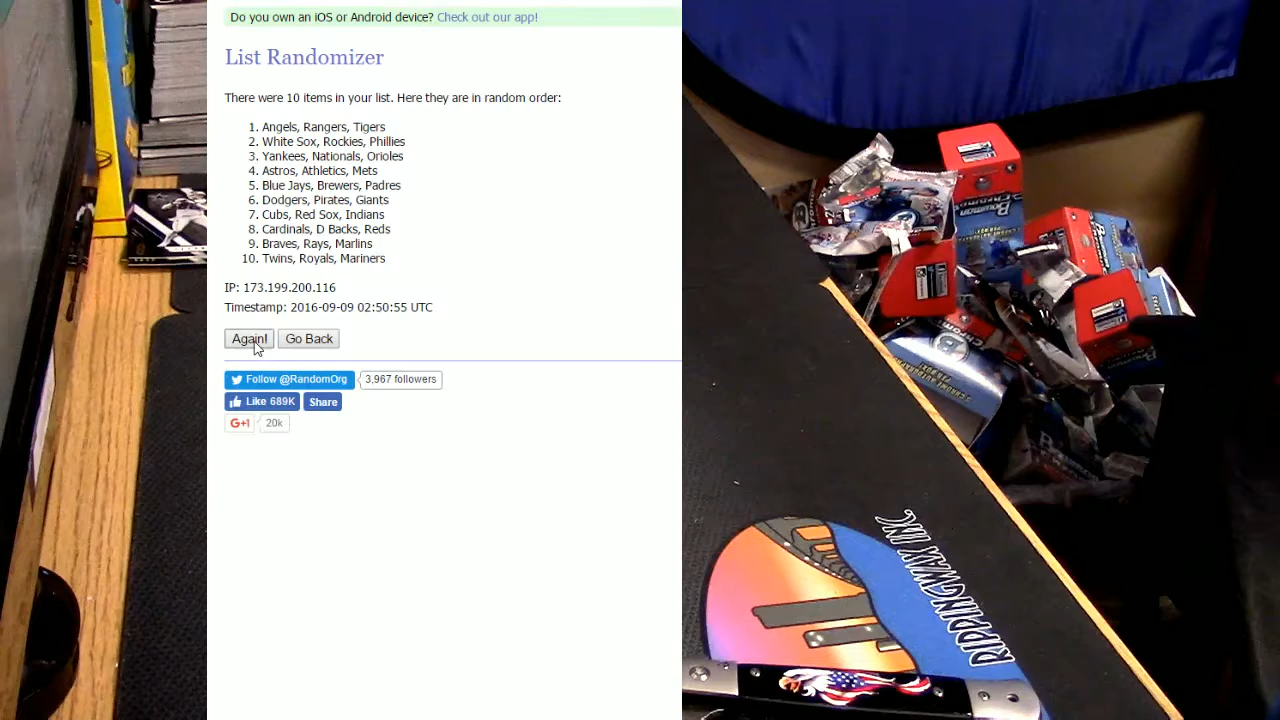 Do you own an iOS or Android device? Check out our app!
List Randomizer
There were 10 items in your list. Here they are in random order:
1. Angels, Rangers, Tigers
2. White Sox, Rockies, Phillies
3. Yankees, Nationals, Orioles
4. Astros, Athletics, Mets
5. Blue Jays, Brewers, Padres
6. Dodgers, Pirates, Giants
7. Cubs, Red Sox, Indians
8. Cardinals, D Backs, Reds
9. Braves, Rays, Marlins
10. Twins, Royals, Mariners
IP: 173.199.200.116
Timestamp: 2016-09-09 02:50:55 UTC
Again! Go Back
Follow @RandomOrg 3,967 followers
Like 689K Share
G+1 20k
Bowman
Chrome
RIPPINGWAX INC.